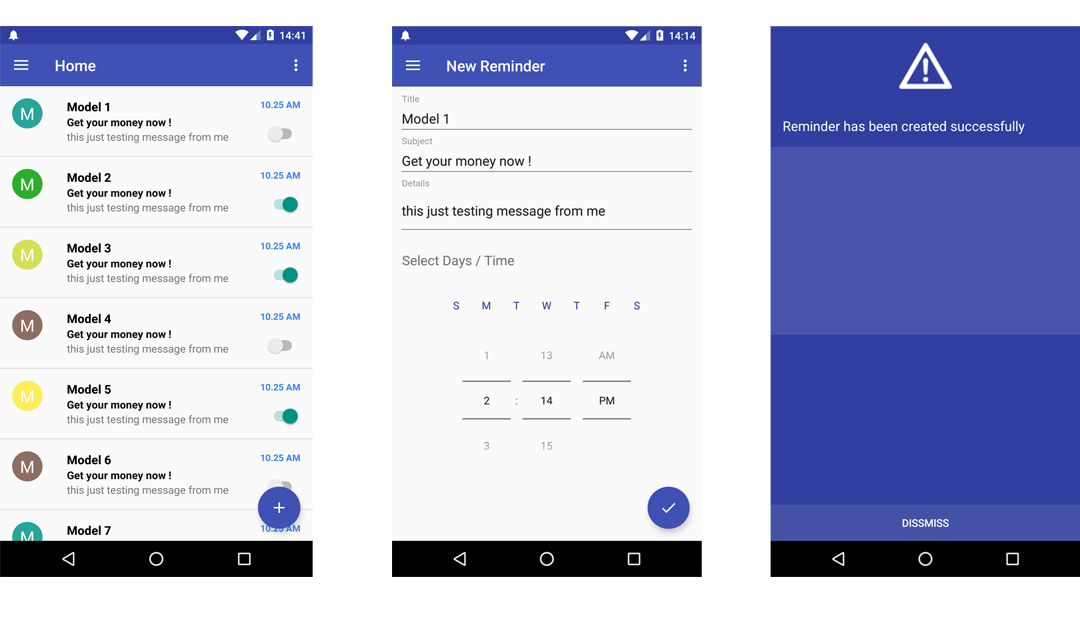 14:41
Home
M
Model 1
10.25 AM
Get your money now !
this just testing message from me
M
Model 2
10.25 AM
Get your money now !
this just testing message from me
M
Model 3
10.25 AM
Get your money now !
this just testing message from me
M
Model 4
10.25 AM
Get your money now !
this just testing message from me
M
Model 5
10.25 AM
Get your money now !
this just testing message from me
M
Model 6
10.25 AM
Get your money now !
this just testing message from me
M
Model 7
10.25 AM
14:14
New Reminder
Title
Model 1
Subject
Get your money now !
Details
this just testing message from me
Select Days / Time
S M T W T F S
1 13 AM
2 : 14 PM
3 15
Reminder has been created successfully
DISSMISS